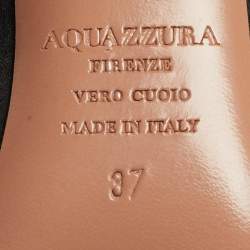 AQUAZZURA
FIRENZE
VERO CUOIO
MADE IN ITALY
37